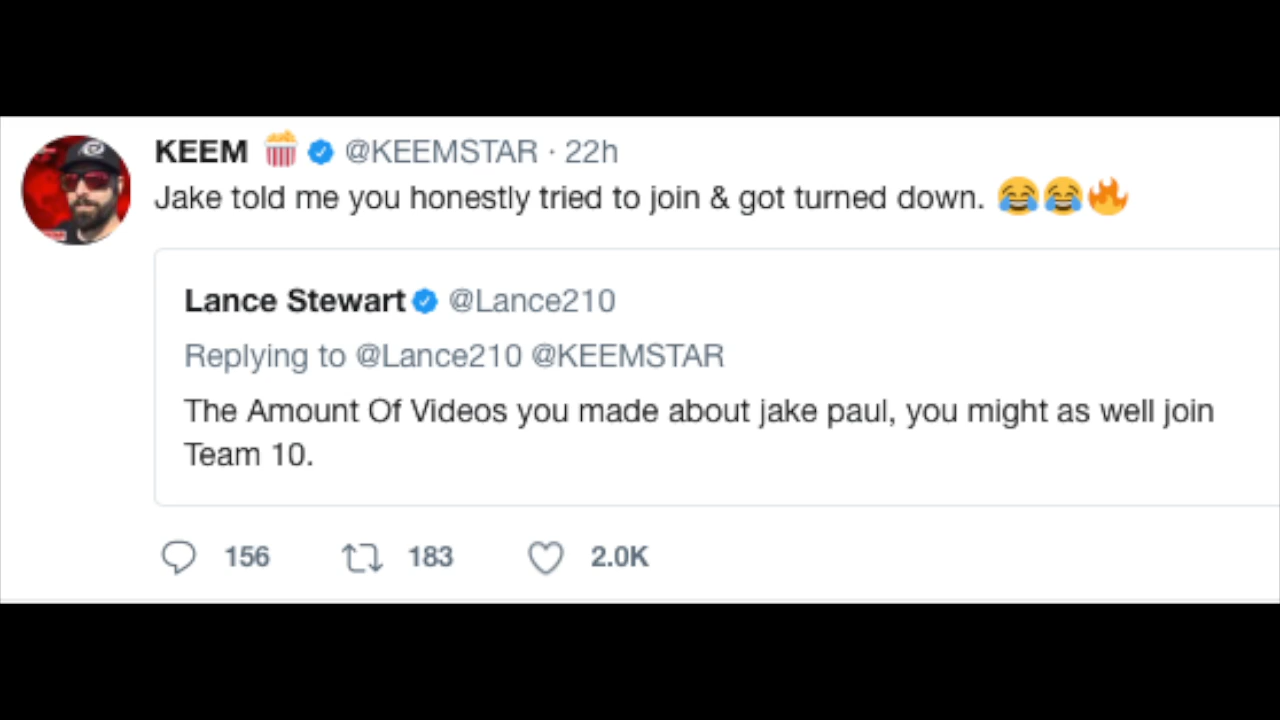 KEEM 🍿 @KEEMSTAR · 22h
Jake told me you honestly tried to join & got turned down. 😂😂🔥
Lance Stewart @Lance210
Replying to @Lance210 @KEEMSTAR
The Amount Of Videos you made about jake paul, you might as well join
Team 10.
156 183 2.0K